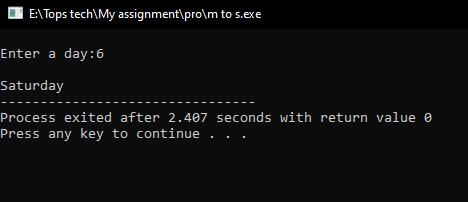 E:\Tops tech\My assignment\pro\m to s.exe
Enter a day:6
Saturday
--------------------------------
Process exited after 2.407 seconds with return value 0
Press any key to continue . . .